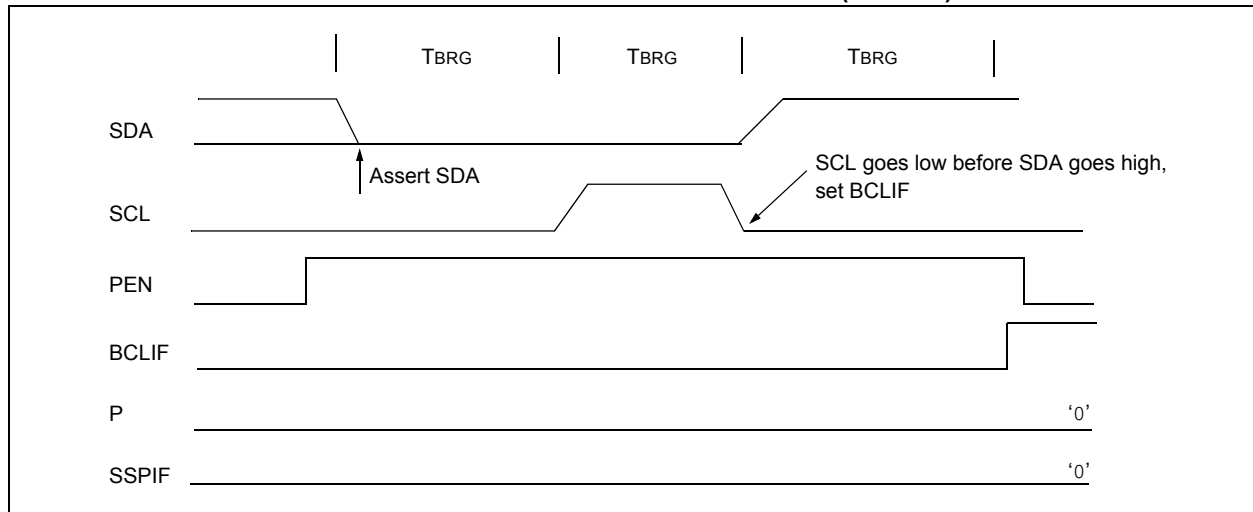 TBRG TBRG TBRG
SDA
Assert SDA
SCL goes low before SDA goes high,
set BCLIF
SCL
PEN
BCLIF
P
‘0’
SSPIF
‘0’